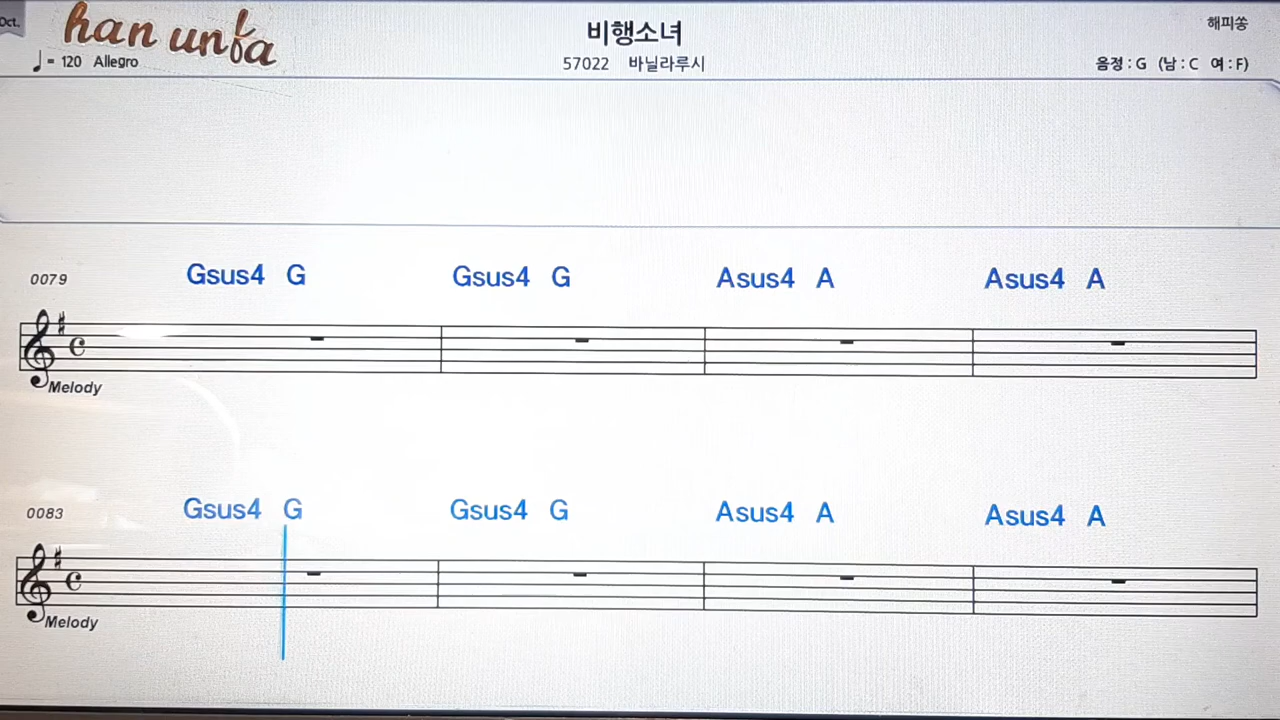 Oct.
han unfa
비행소녀
해피쏭
= 120 Allegro
57022 바닐라루시
음정 : G (남 : C 여 : F)
0079
Gsus4 G Gsus4 G Asus4 A Asus4 A
Melody
0083
Gsus4 G Gsus4 G Asus4 A Asus4 A
Melody